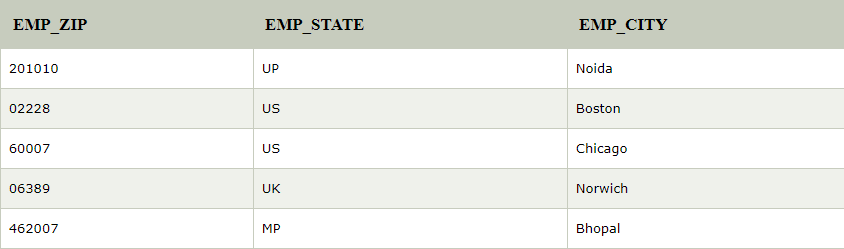 EMP_ZIP EMP_STATE EMP_CITY
201010 UP Noida
02228 US Boston
60007 US Chicago
06389 UK Norwich
462007 MP Bhopal